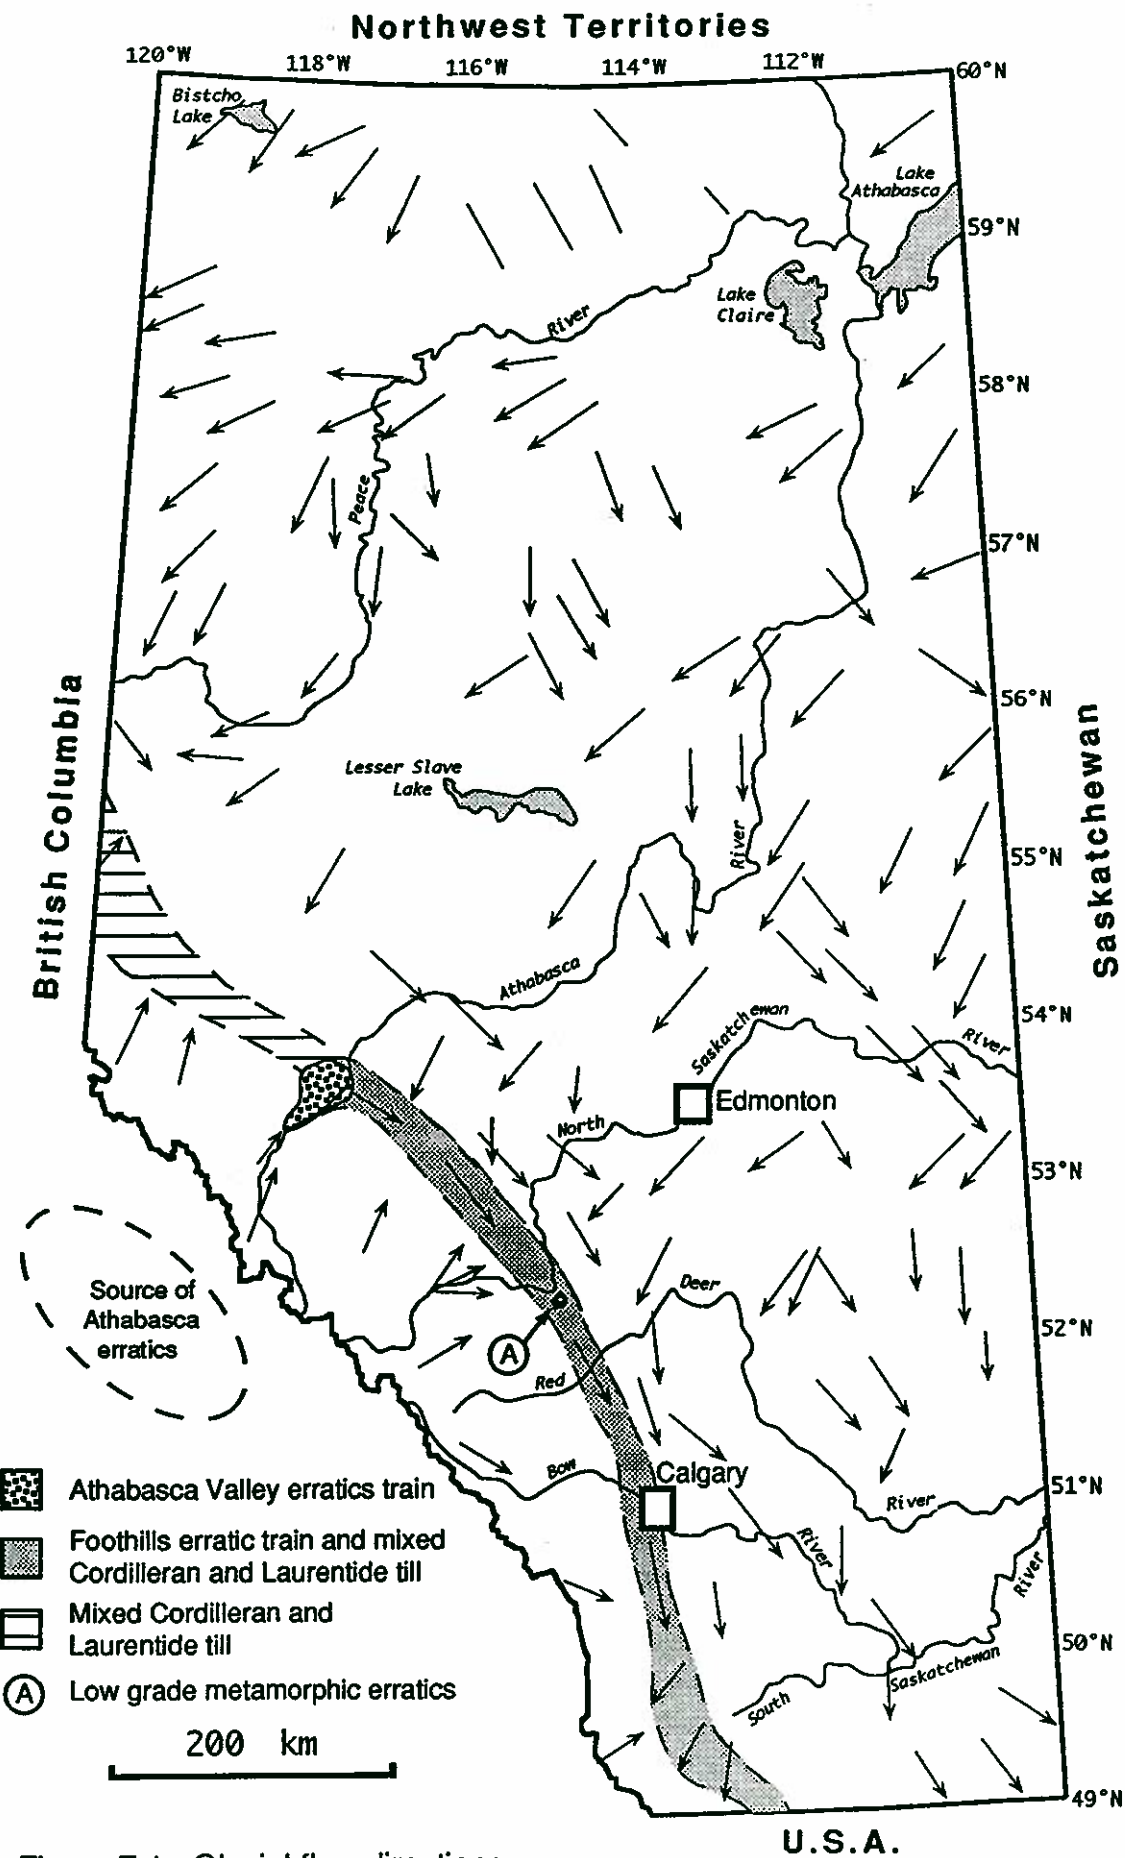 Northwest Territories
120°W
118°W
116°W
114°W
112°W
60°N
Bistcho
Lake
Lake
Athabasca
59°N
Lake
Claire
River
58°N
Peace
57°N
56°N
British Columbia
Saskatchewan
Lesser Slave
Lake
River
55°N
Athabasca
54°N
Saskatchewan
River
Edmonton
North
53°N
Source of
Athabasca
erratics
Deer
52°N
A
Red
Bow
Calgary
51°N
River
River
River
Athabasca Valley erratics train
Foothills erratic train and mixed
Cordilleran and Laurentide till
Mixed Cordilleran and
Laurentide till
A Low grade metamorphic erratics
50°N
South
Saskatchewan
200 km
49°N
U.S.A.